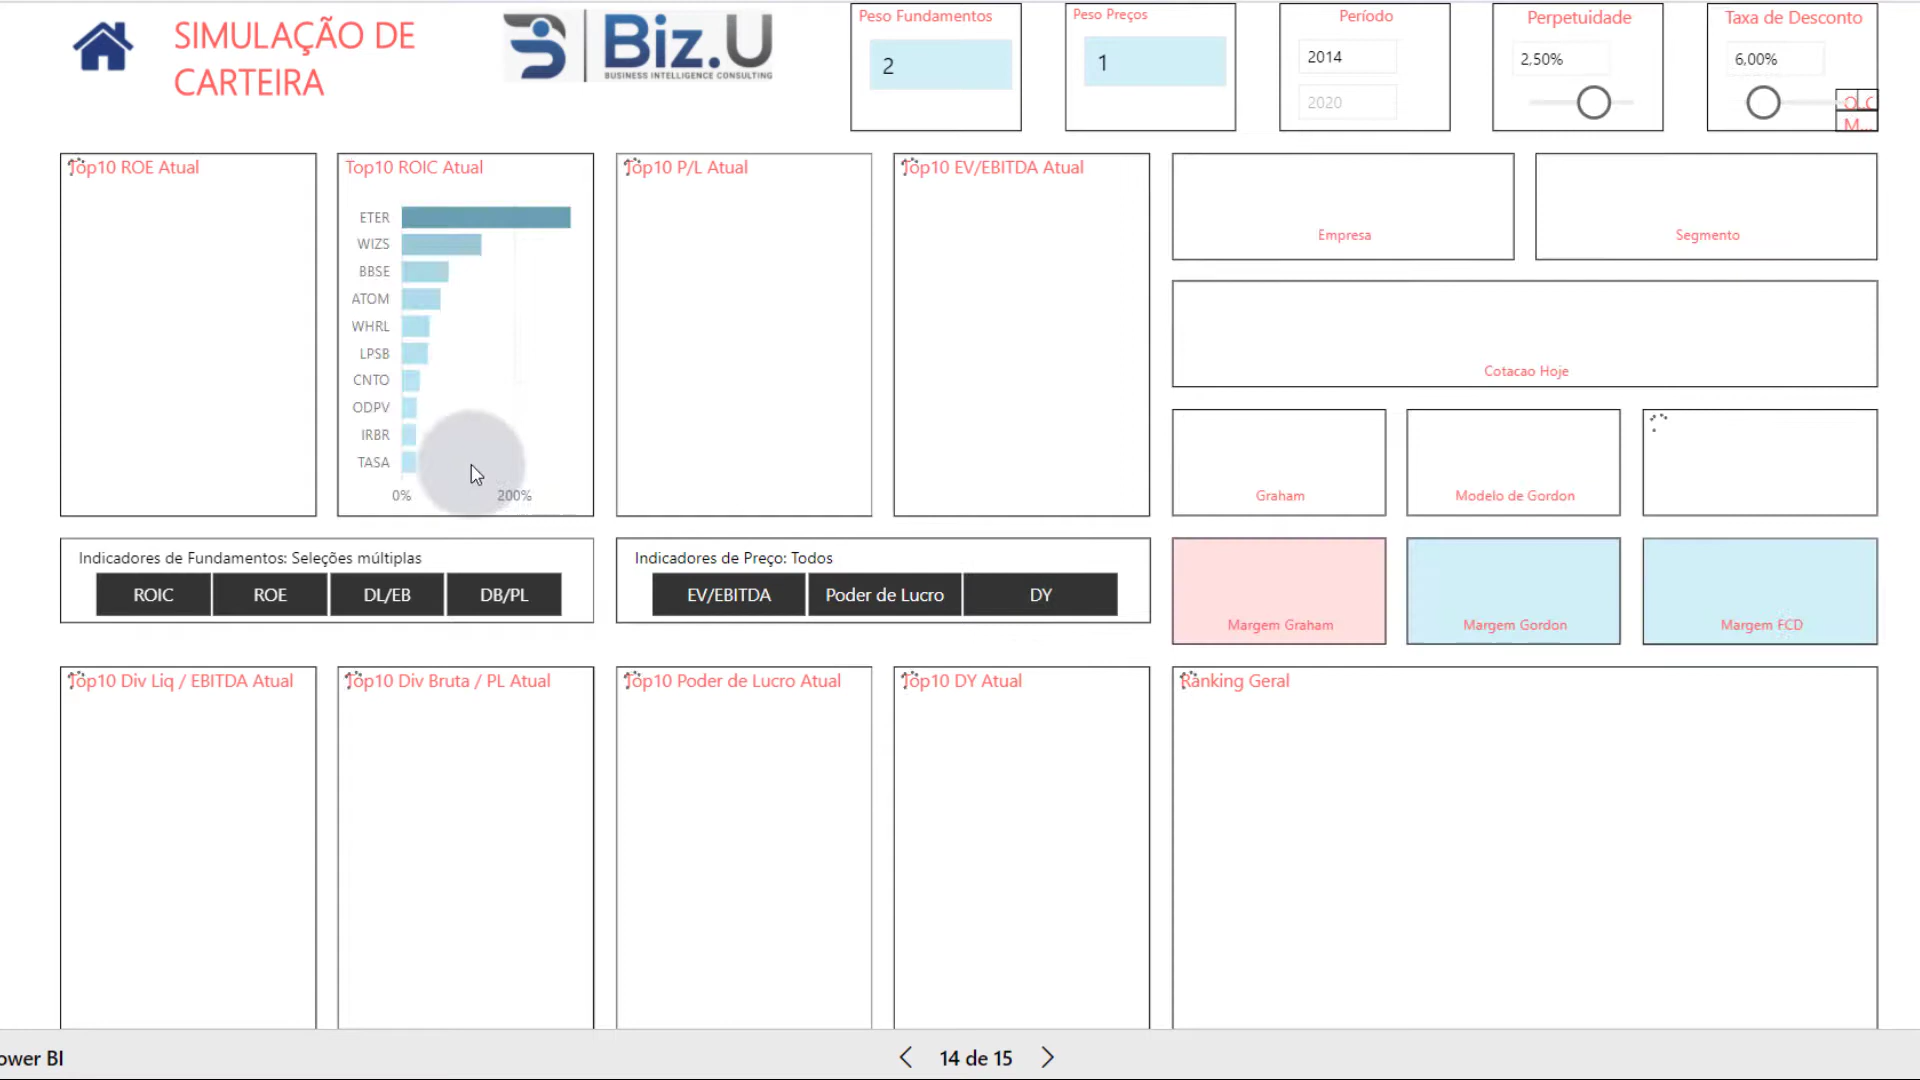 SIMULAÇÃO DE
CARTEIRA
Biz.U
BUSINESS INTELLIGENCE CONSULTING
Peso Fundamentos
2
Peso Preços
1
Período
2014
2020
Perpetuidade
2,50%
Taxa de Desconto
6,00%
M...
Top10 ROE Atual
Top10 ROIC Atual
ETER
WIZS
BBSE
ATOM
WHRL
LPSB
CNTO
ODPV
IRBR
TASA
0%
200%
Top10 P/L Atual
Top10 EV/EBITDA Atual
Empresa
Segmento
Cotacao Hoje
Graham
Modelo de Gordon
Indicadores de Fundamentos: Seleções múltiplas
ROIC
ROE
DL/EB
DB/PL
Indicadores de Preço: Todos
EV/EBITDA
Poder de Lucro
DY
Margem Graham
Margem Gordon
Margem FCD
Top10 Div Liq / EBITDA Atual
Top10 Div Bruta / PL Atual
Top10 Poder de Lucro Atual
Top10 DY Atual
Ranking Geral
ower BI
14 de 15